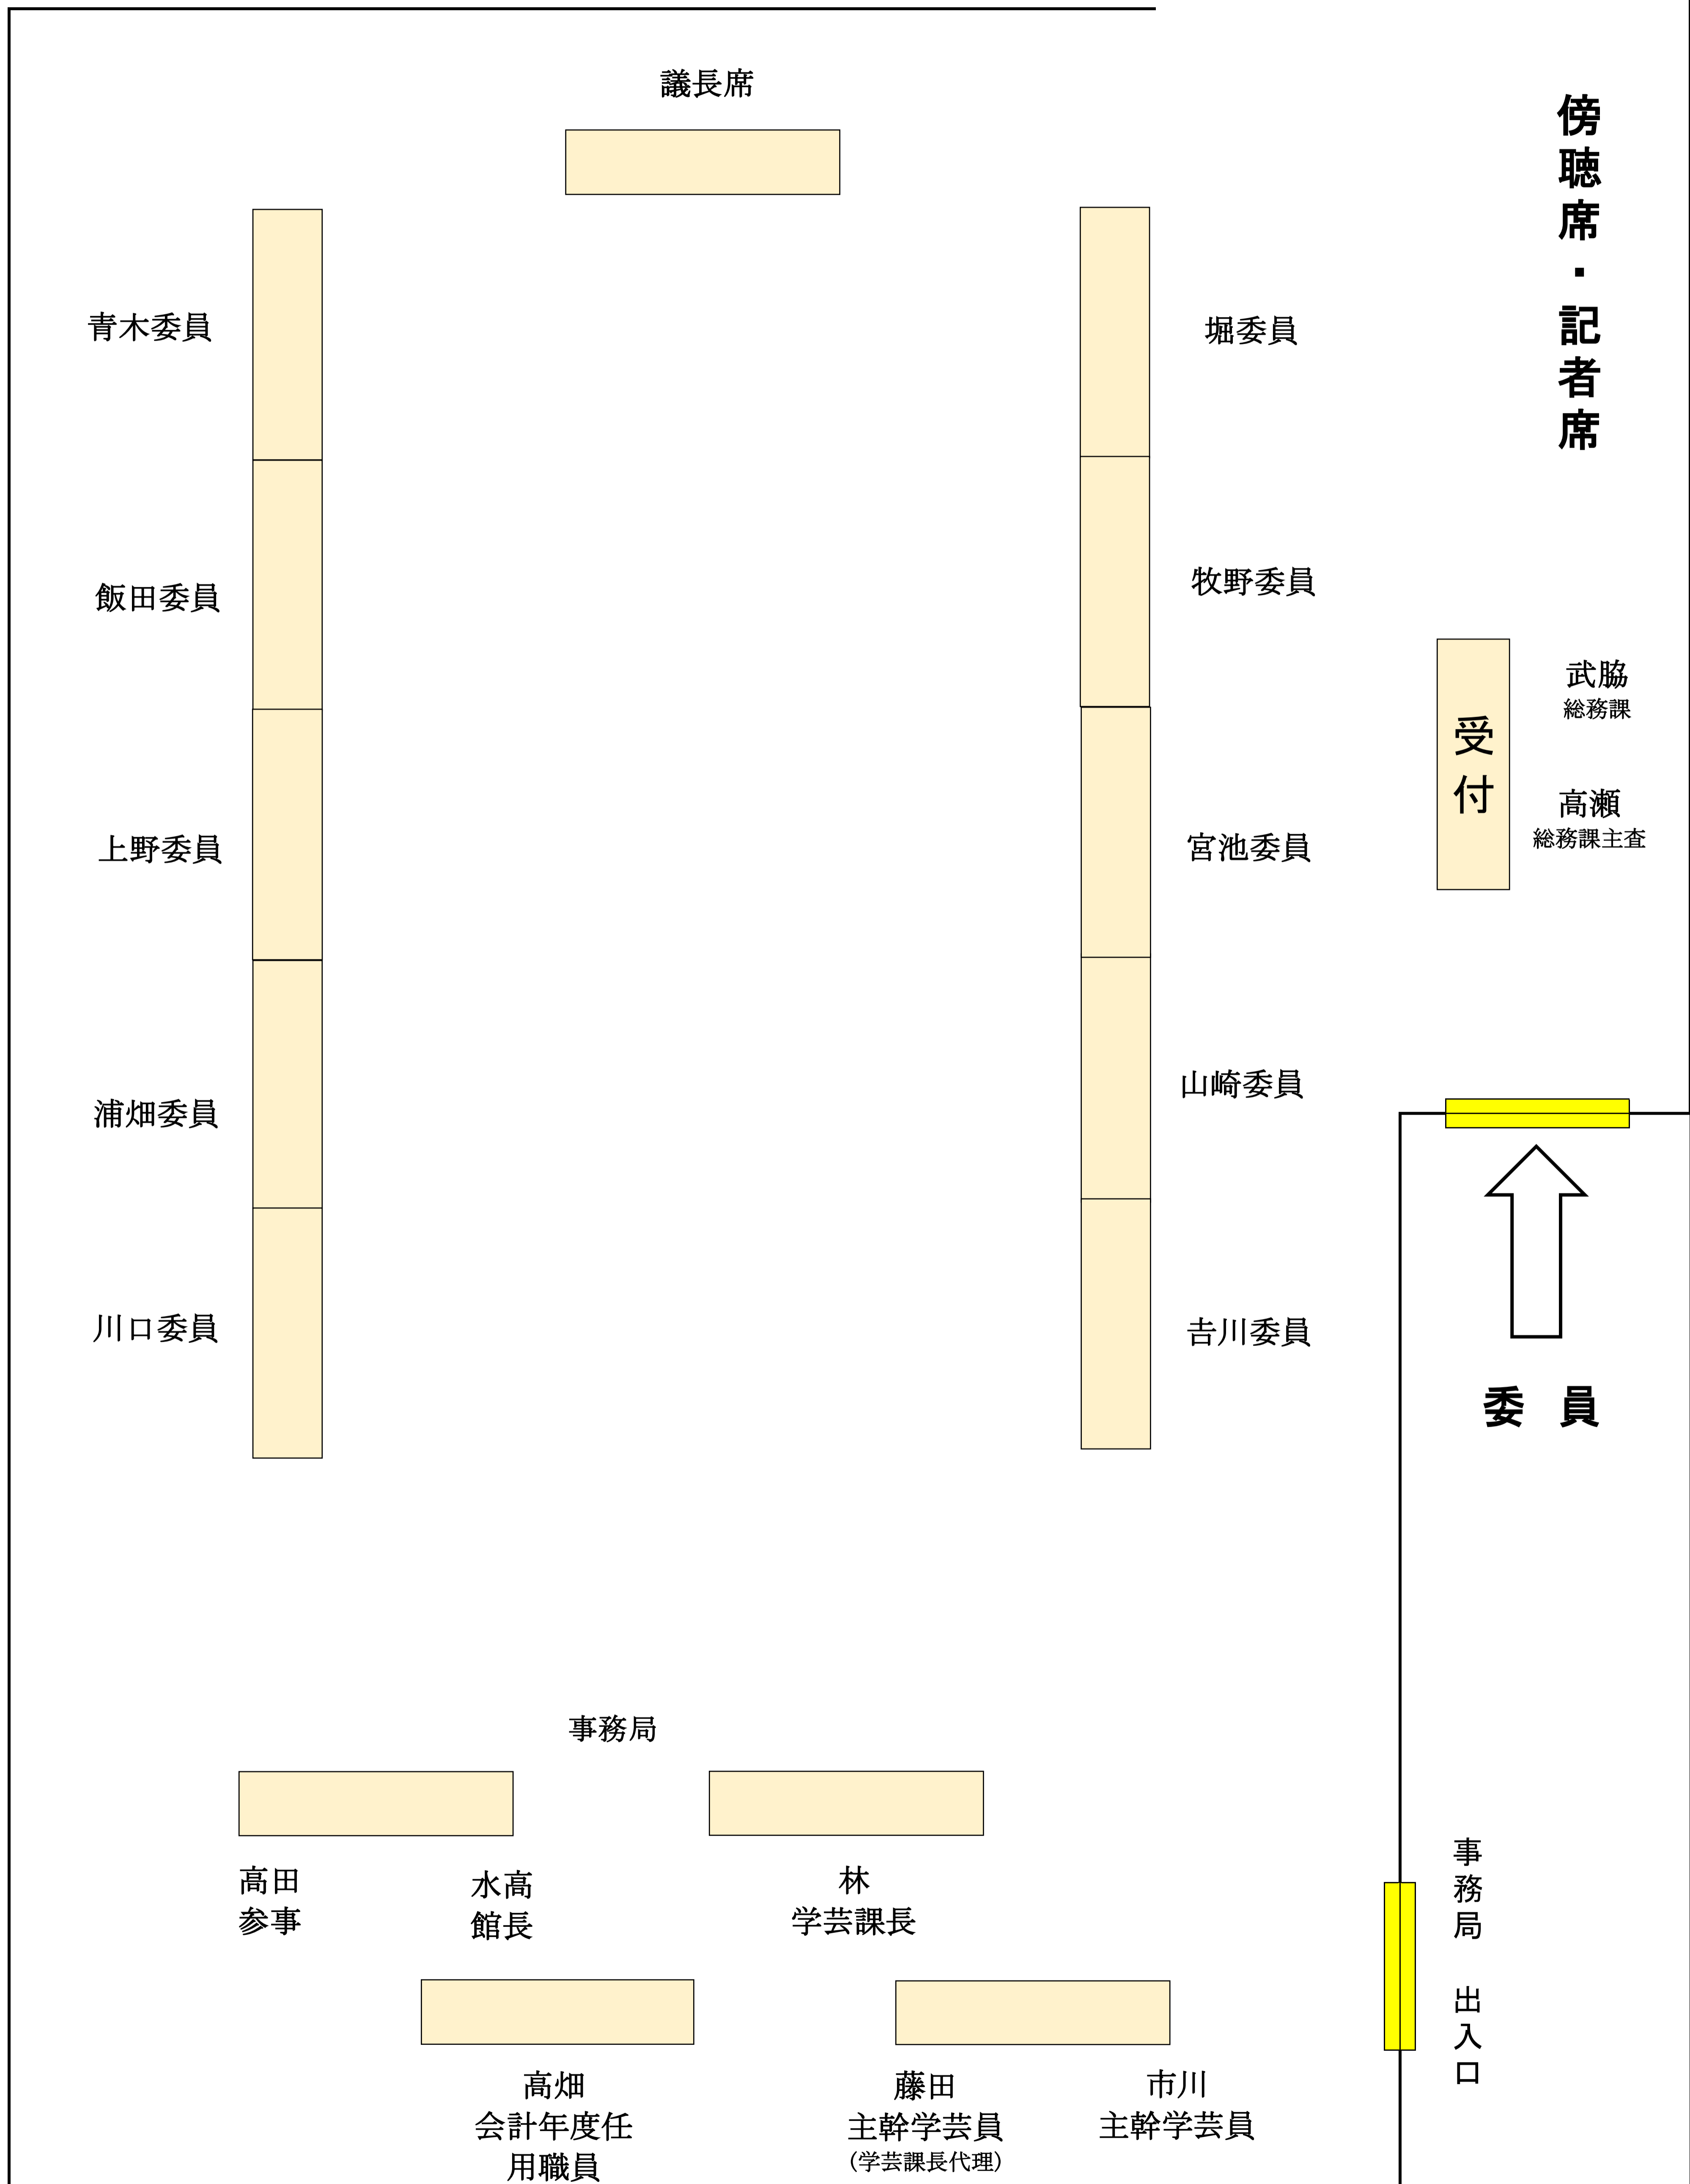 議長席
傍聴席・記者席
青木委員
堀委員
飯田委員
牧野委員
武脇
総務課
受付
高瀬
総務課主査
上野委員
宮池委員
浦畑委員
山崎委員
川口委員
𠮷川委員
委 員
事務局
高田
参事
水髙
館長
林
学芸課長
事務局 出入口
高畑
会計年度任
用職員
藤田
主幹学芸員
（学芸課長代理）
市川
主幹学芸員